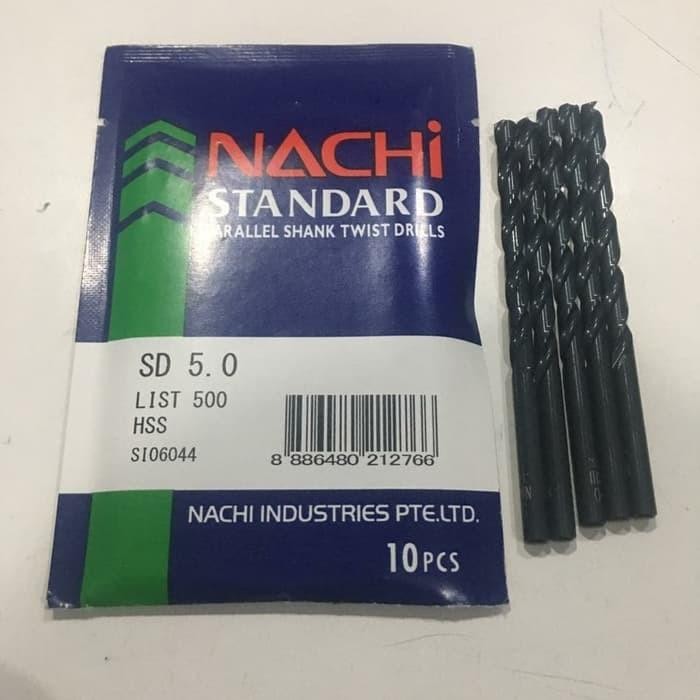 NACHi
STANDARD
PARALLEL SHANK TWIST DRILLS
SD 5.0
LIST 500
HSS
SI06044
8 886480 212766
NACHI INDUSTRIES PTE.LTD.
10PCS